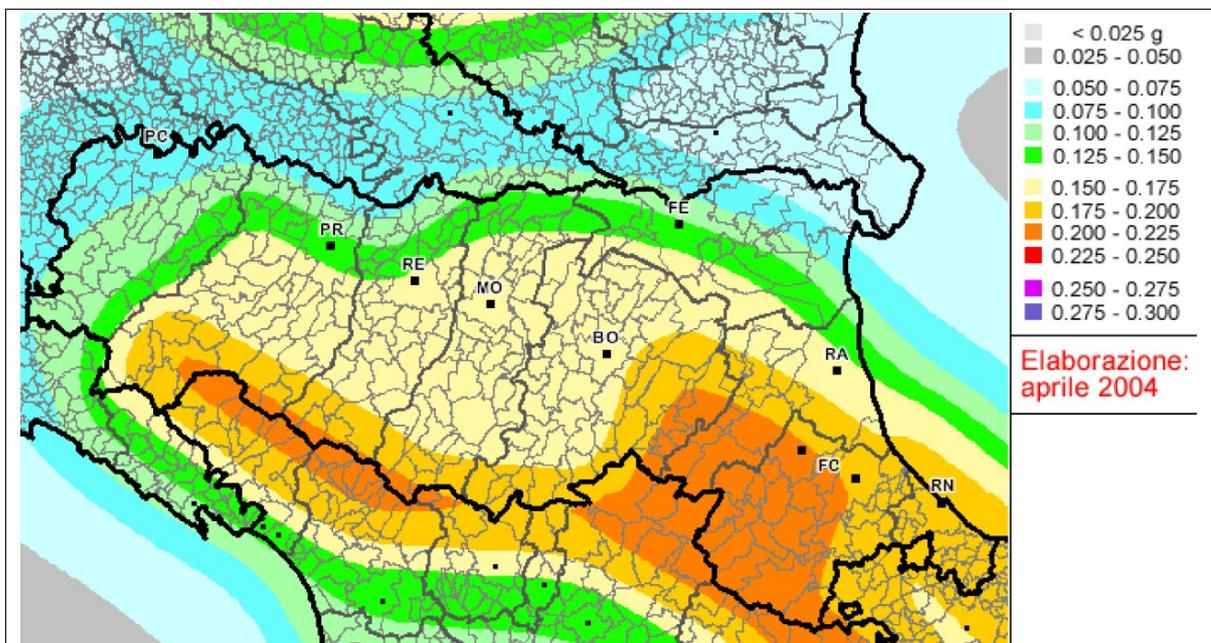 PC
PR
RE
MO
BO
FE
RA
FC
RN
< 0.025 g
0.025 - 0.050
0.050 - 0.075
0.075 - 0.100
0.100 - 0.125
0.125 - 0.150
0.150 - 0.175
0.175 - 0.200
0.200 - 0.225
0.225 - 0.250
0.250 - 0.275
0.275 - 0.300
Elaborazione:
aprile 2004